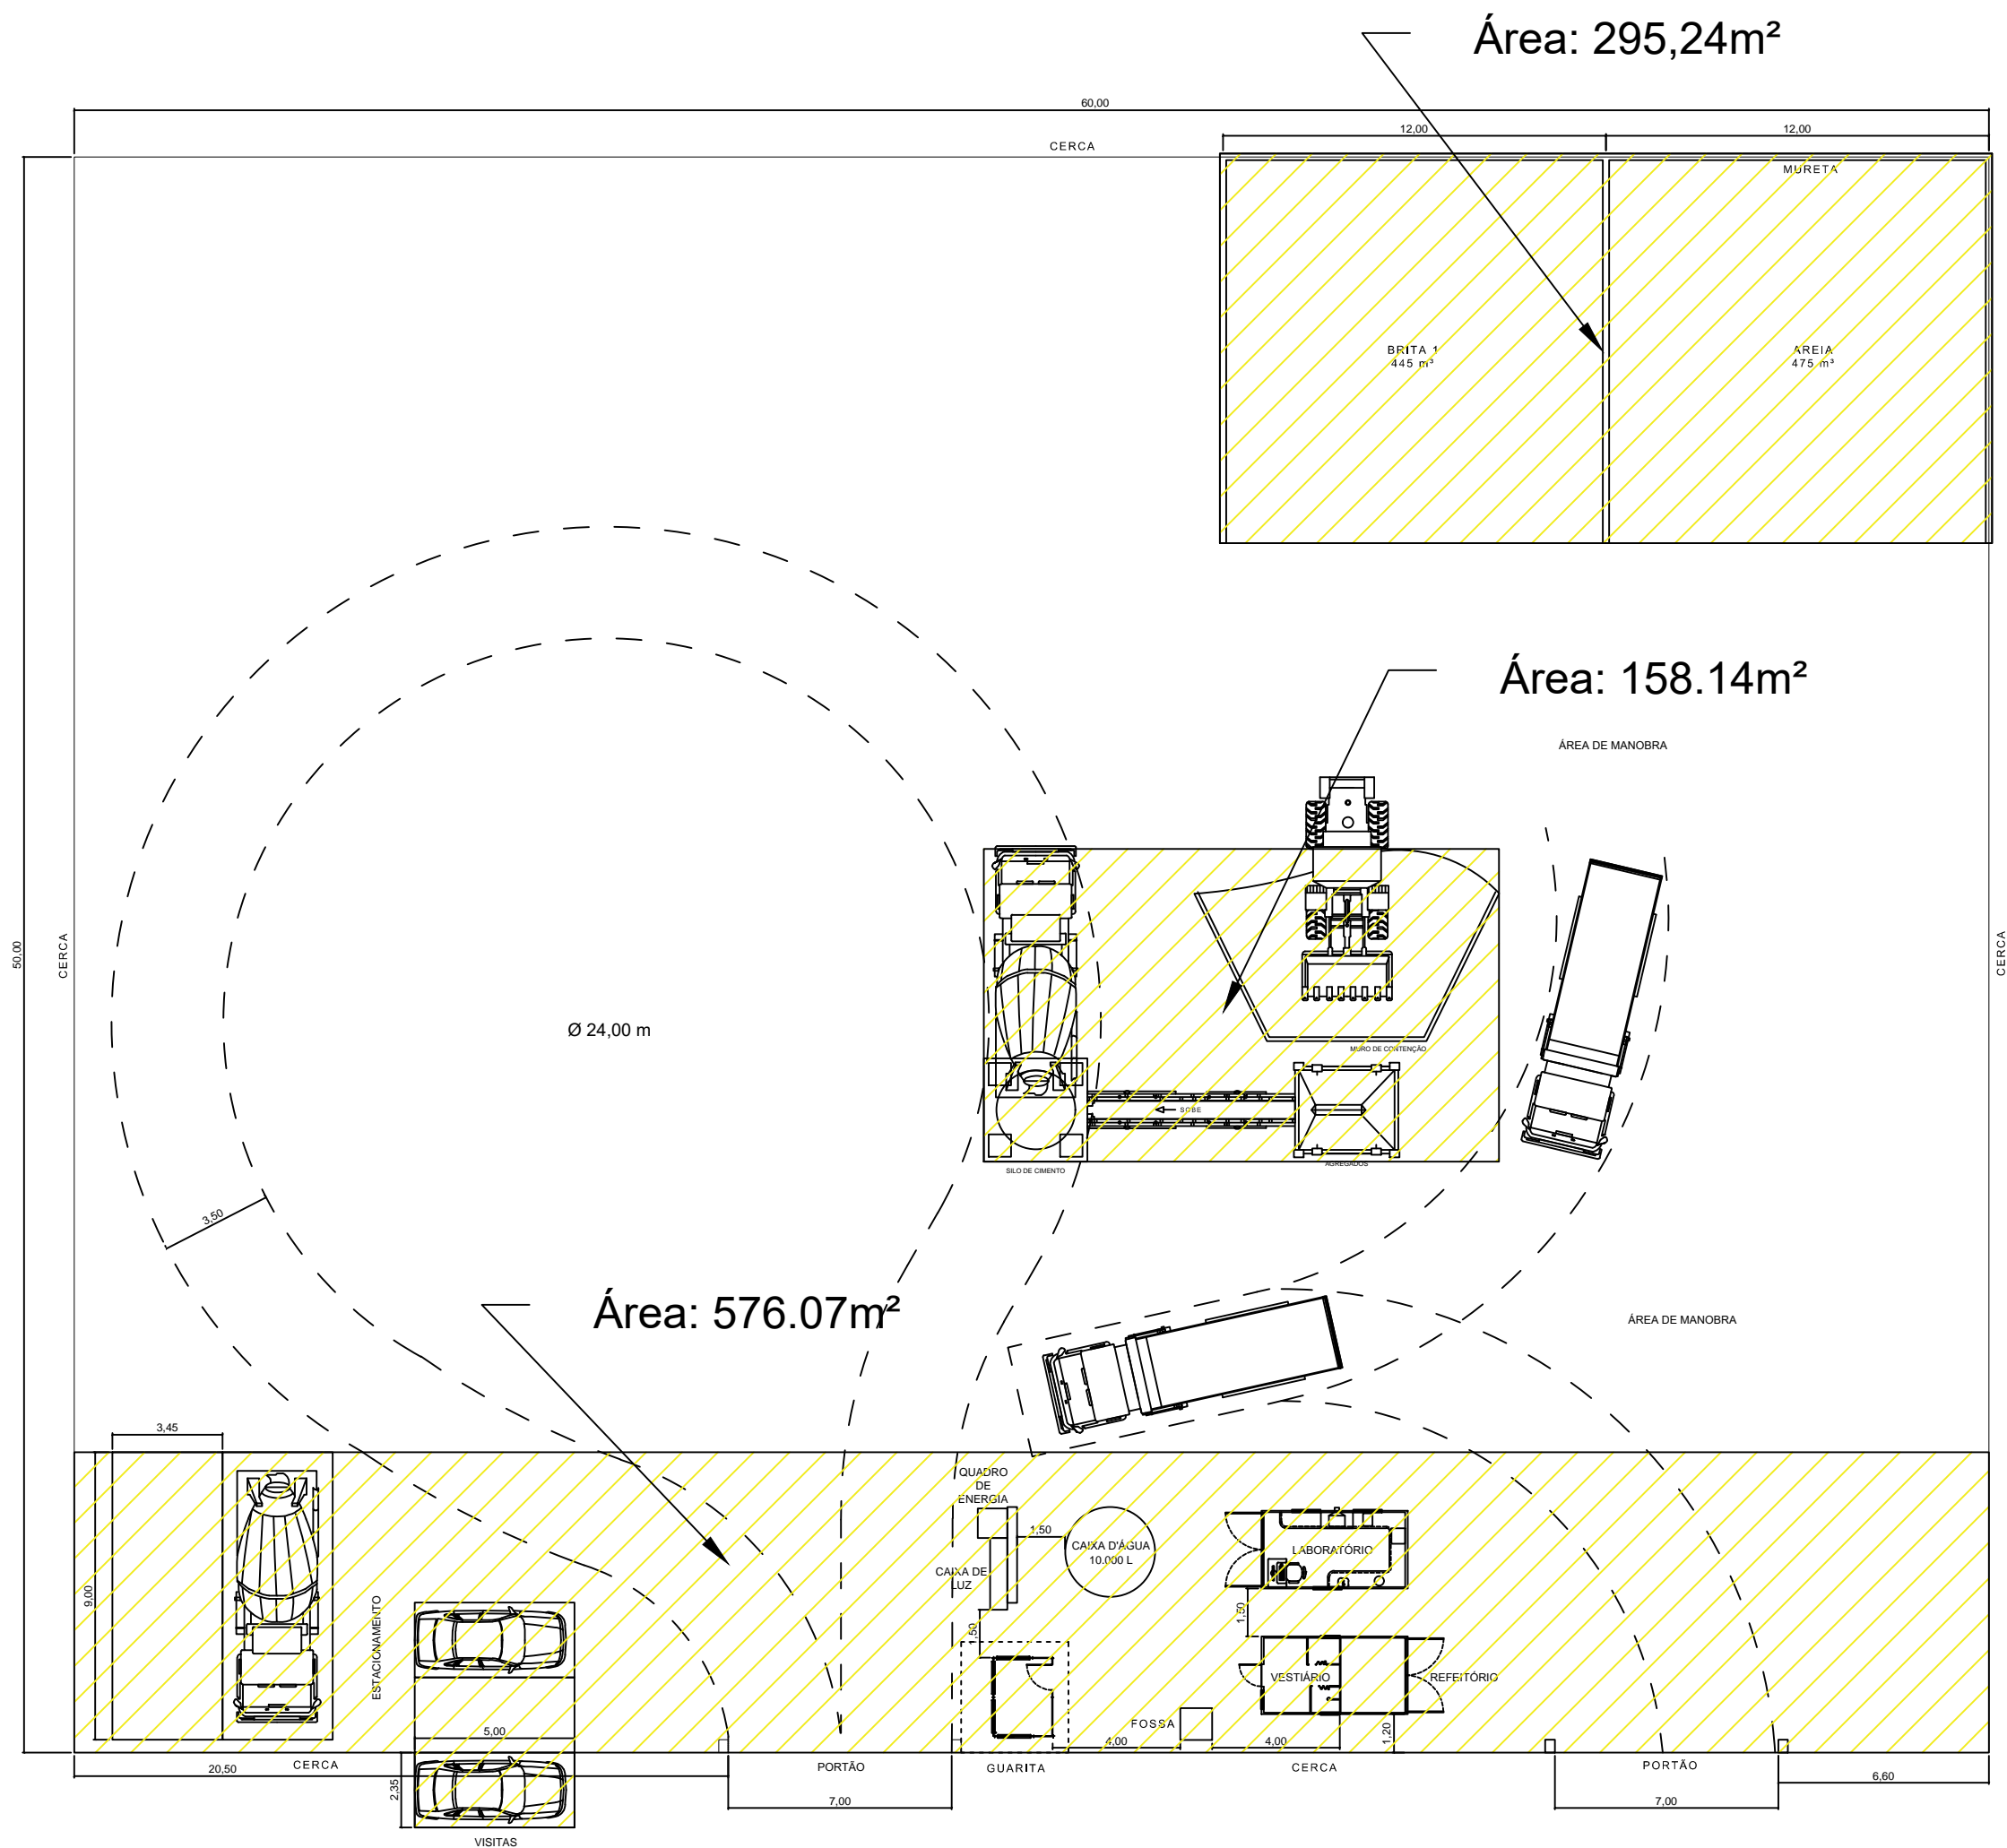 Área: 295,24m²
60,00
12,00
12,00
CERCA
MURETA
BRITA 1
445 m³
AREIA
475 m³
Área: 158.14m²
ÁREA DE MANOBRA
50,00
CERCA
CERCA
Ø 24,00 m
MURO DE CONTENÇÃO
SOBE
AGREGADOS
SILO DE CIMENTO
3,50
Área: 576.07m²
ÁREA DE MANOBRA
3,45
QUADRO
DE
ENERGIA
1,50
CAIXA D'ÁGUA
10.000 L
LABORATÓRIO
CAIXA DE
LUZ
9,00
ESTACIONAMENTO
1,50
1,50
VESTIÁRIO
REFEITÓRIO
FOSSA
5,00
4,00
4,00
1,20
CERCA
20,50
PORTÃO
GUARITA
CERCA
PORTÃO
6,60
2,35
7,00
7,00
VISITAS